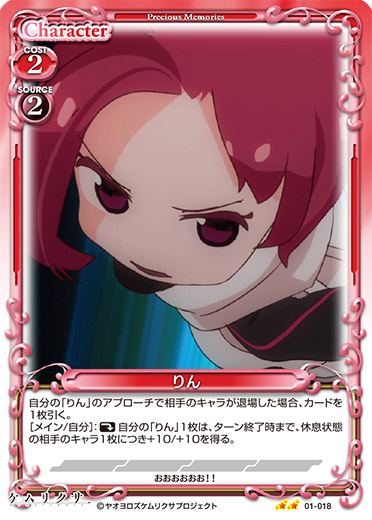 Precious Memories
Character
COST
2
SOURCE
2
りん
自分の「りん」のアプローチで相手のキャラが退場した場合、カードを
1枚引く。
[メイン/自分]: 自分の「りん」1枚は、ターン終了時まで、休息状
態の相手のキャラ1枚につき+10/+10を得る。
おおおおおお!!
ケムリクサ
©ヤオヨロズケムリクサプロジェクト
01-018